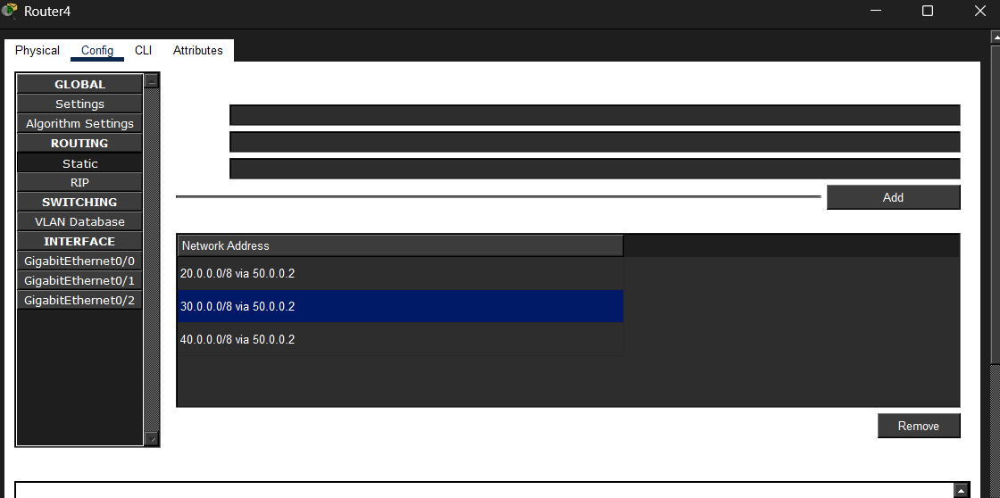 Router4
Physical Config CLI Attributes
GLOBAL
Settings
Algorithm Settings
ROUTING
Static
RIP
SWITCHING
VLAN Database
INTERFACE
GigabitEthernet0/0
GigabitEthernet0/1
GigabitEthernet0/2
Add
Network Address
20.0.0.0/8 via 50.0.0.2
30.0.0.0/8 via 50.0.0.2
40.0.0.0/8 via 50.0.0.2
Remove